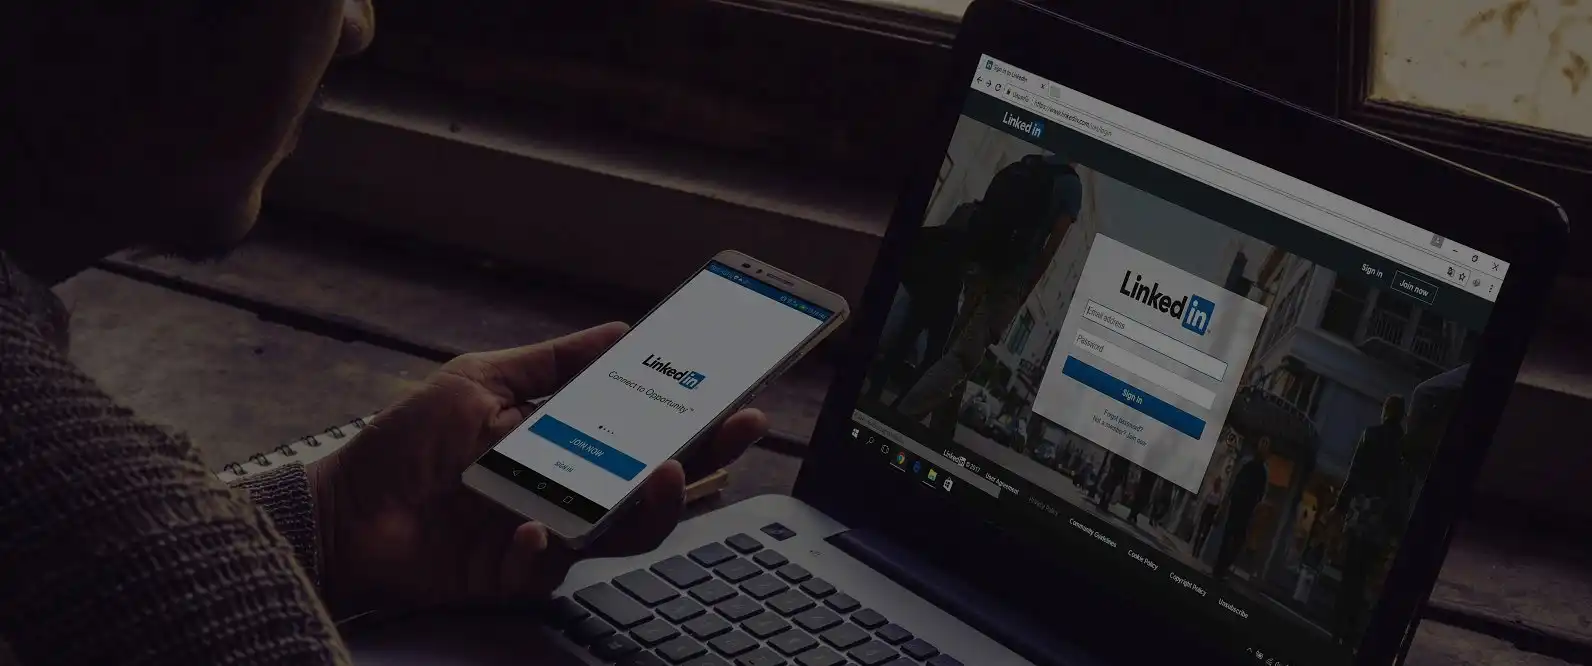 LinkedIn
Connect to Opportunity
JOIN NOW
SIGN IN
Sign in to LinkedIn
https://www.linkedin.com/uas/login
LinkedIn
Sign in
Join now
LinkedIn
Email address
Password
Sign in
Forgot password?
Not a member? Join now
LinkedIn © 2017
User Agreement
Privacy Policy
Community Guidelines
Cookie Policy
Copyright Policy
Unsubscribe